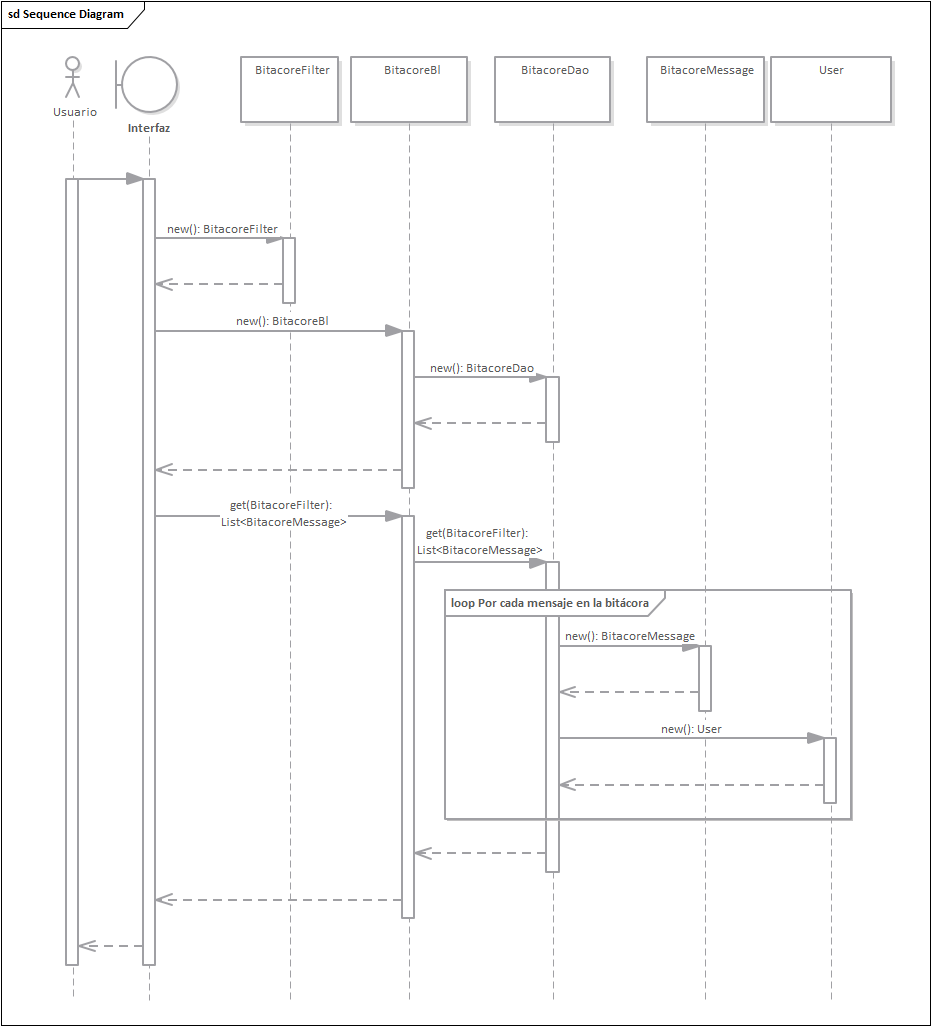 sd Sequence Diagram
Usuario
Interfaz
BitacoreFilter
BitacoreBl
BitacoreDao
BitacoreMessage
User
new(): BitacoreFilter
new(): BitacoreBl
new(): BitacoreDao
get(BitacoreFilter):
List<BitacoreMessage>
get(BitacoreFilter):
List<BitacoreMessage>
loop Por cada mensaje en la bitácora
new(): BitacoreMessage
new(): User